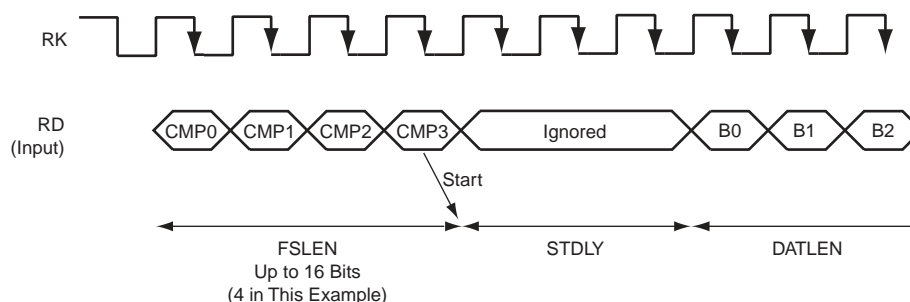 RK
RD
(Input)
CMP0 CMP1 CMP2 CMP3 Ignored B0 B1 B2
Start
FSLEN STDLY DATLEN
Up to 16 Bits
(4 in This Example)